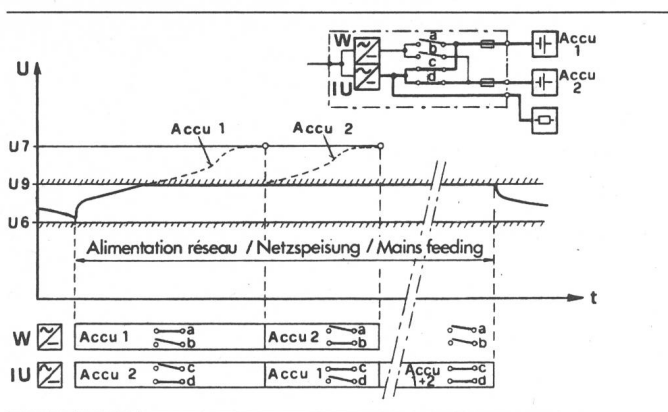 W
IU
a
b
c
d
Accu
1
Accu
2
U
Accu 1
Accu 2
U7
U9
U6
Alimentation réseau / Netzspeisung / Mains feeding
t
W
Accu 1
a
b
Accu 2
a
b
a
b
IU
Accu 2
c
d
Accu 1
c
d
Accu
1+2
c
d